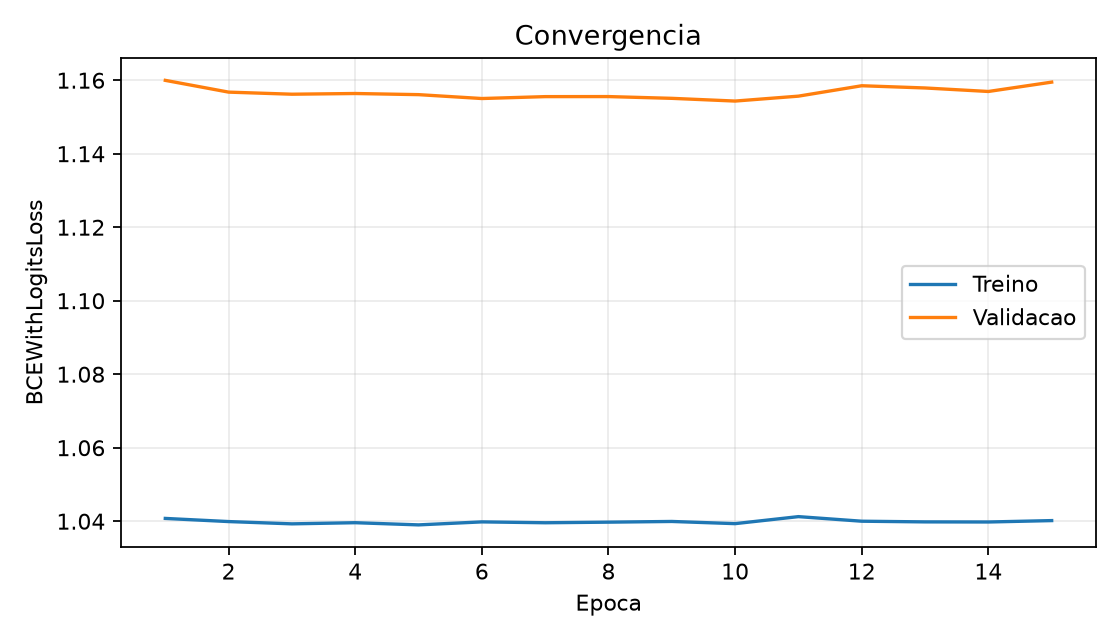 Convergencia
1.16
1.14
1.12
1.10
1.08
1.06
1.04
BCEWithLogitsLoss
Treino
Validacao
2 4 6 8 10 12 14
Epoca